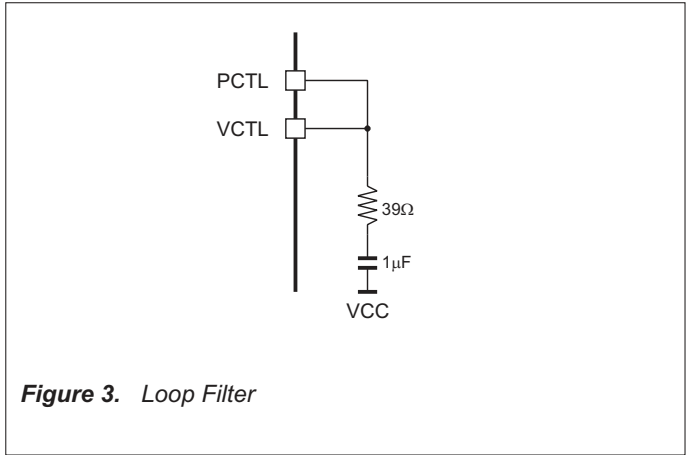 PCTL
VCTL
39Ω
1μF
VCC
Figure 3. Loop Filter